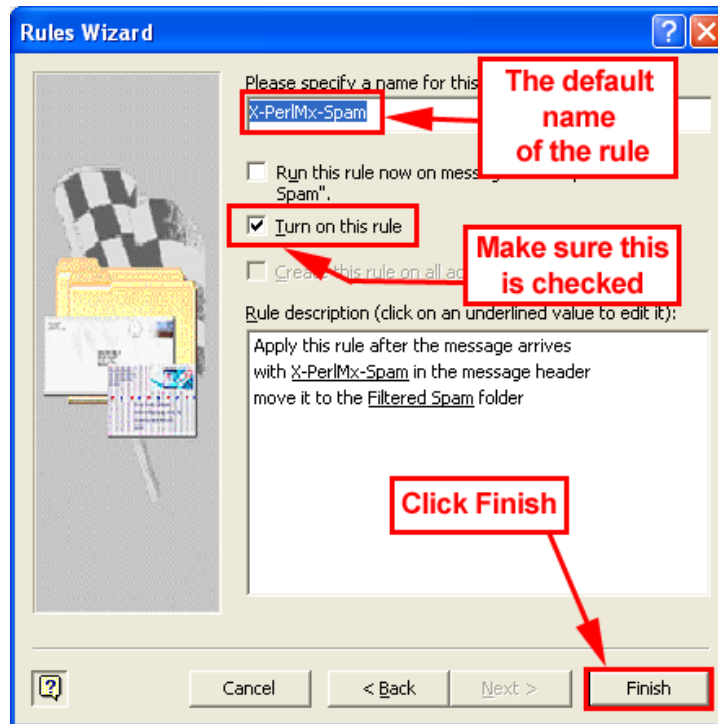 Rules Wizard
Please specify a name for this
The default
name
of the rule
X-PerlMx-Spam
Run this rule now on messag
Spam".
Turn on this rule
Make sure this
is checked
Create this rule on all
Rule description (click on an underlined value to edit it):
Apply this rule after the message arrives
with X-PerlMx-Spam in the message header
move it to the Filtered Spam folder
Click Finish
Cancel
< Back
Next >
Finish